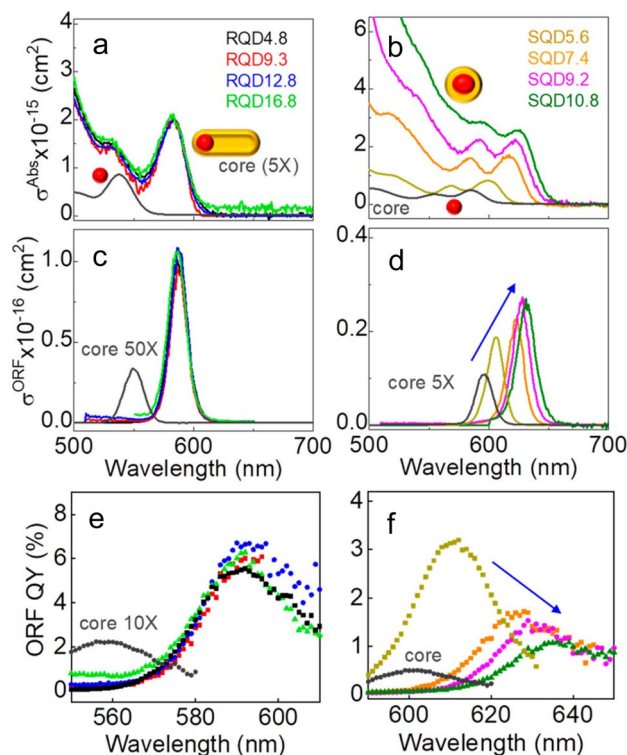 a
RQD4.8
RQD9.3
RQD12.8
RQD16.8
core (5X)
σAbsx10-15 (cm2)
4
3
2
1
0
b
SQD5.6
SQD7.4
SQD9.2
SQD10.8
core
6
4
2
0
c
core 50X
σORFx10-16 (cm2)
1.0
0.5
0.0
500
600
700
Wavelength (nm)
d
core 5X
0.4
0.2
0.0
500
600
700
Wavelength (nm)
e
core 10X
ORF QY (%)
8
6
4
2
0
560
580
600
Wavelength (nm)
f
core
4
3
2
1
0
600
620
640
Wavelength (nm)